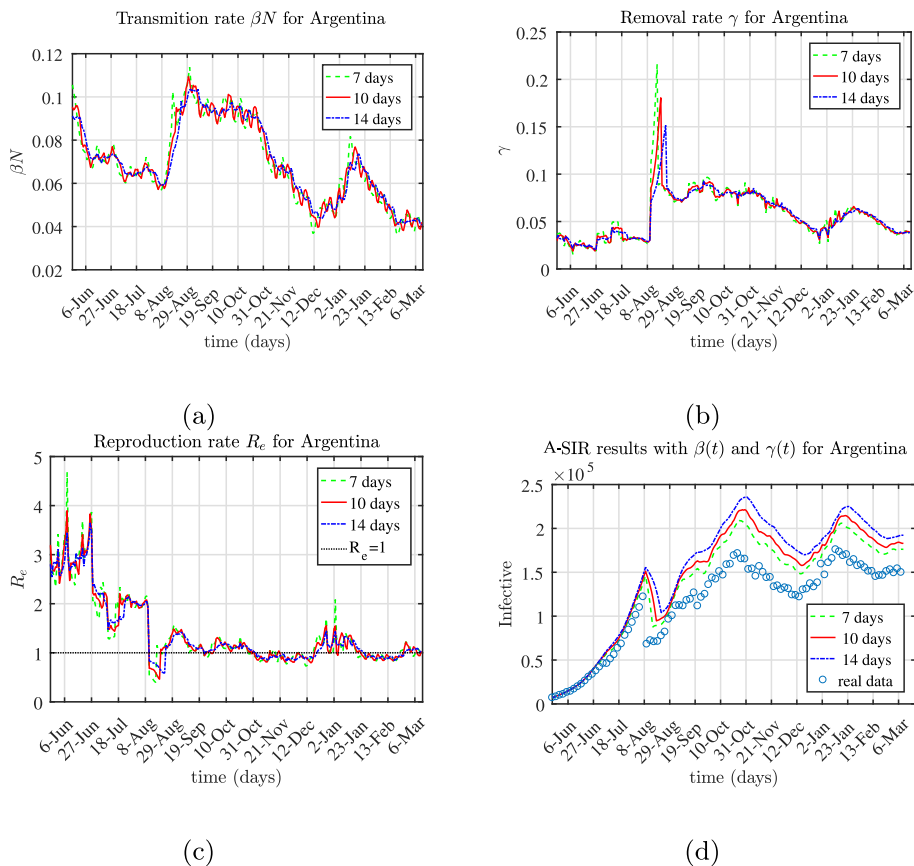 Transmition rate βN for Argentina
0.12
0.1
0.08
0.06
0.04
0.02
βN
7 days
10 days
14 days
6-Jun
27-Jun
18-Jul
8-Aug
29-Aug
19-Sep
10-Oct
31-Oct
21-Nov
12-Dec
2-Jan
23-Jan
13-Feb
6-Mar
time (days)
(a)
Removal rate γ for Argentina
0.25
0.2
0.15
0.1
0.05
0
γ
7 days
10 days
14 days
6-Jun
27-Jun
18-Jul
8-Aug
29-Aug
19-Sep
10-Oct
31-Oct
21-Nov
12-Dec
2-Jan
23-Jan
13-Feb
6-Mar
time (days)
(b)
Reproduction rate Re for Argentina
5
4
3
2
1
0
Re
7 days
10 days
14 days
R_e=1
6-Jun
27-Jun
18-Jul
8-Aug
29-Aug
19-Sep
10-Oct
31-Oct
21-Nov
12-Dec
2-Jan
23-Jan
13-Feb
6-Mar
time (days)
(c)
A-SIR results with β(t) and γ(t) for Argentina
×10^5
2.5
2
1.5
1
0.5
0
Infective
7 days
10 days
14 days
real data
6-Jun
27-Jun
18-Jul
8-Aug
29-Aug
19-Sep
10-Oct
31-Oct
21-Nov
12-Dec
2-Jan
23-Jan
13-Feb
6-Mar
time (days)
(d)